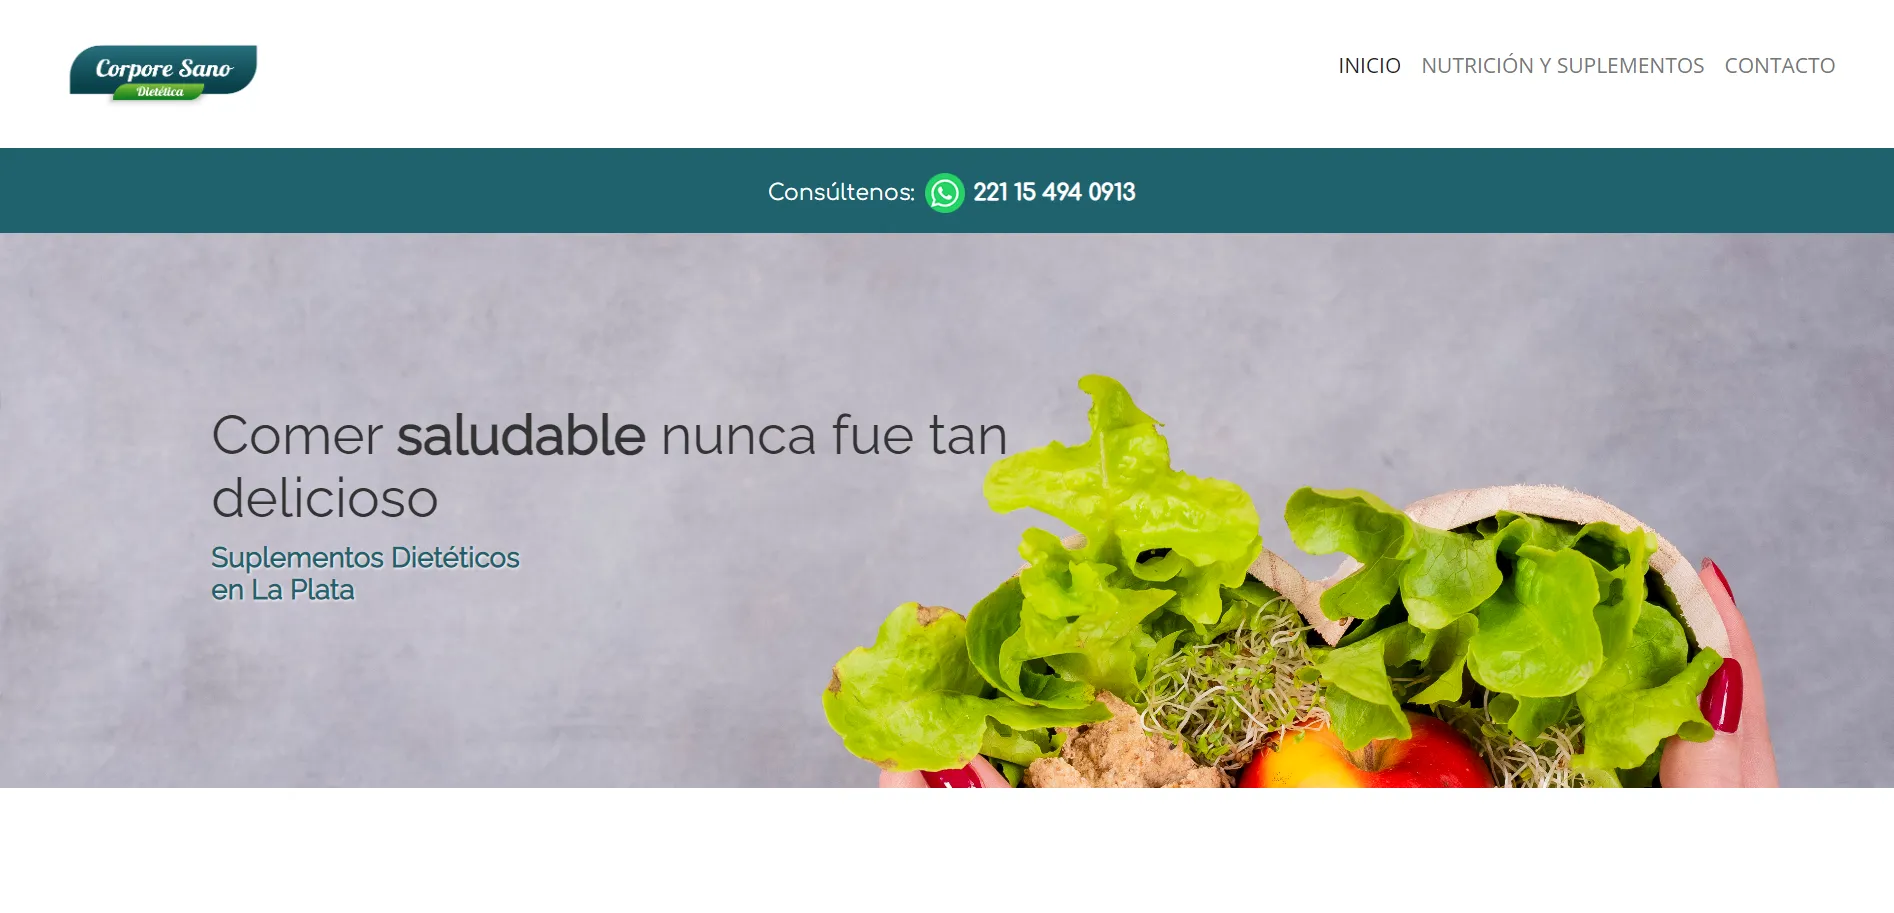 Corpore Sano
Dietética
INICIO NUTRICIÓN Y SUPLEMENTOS CONTACTO
Consúltenos: 221 15 494 0913
Comer saludable nunca fue tan
delicioso
Suplementos Dietéticos
en La Plata